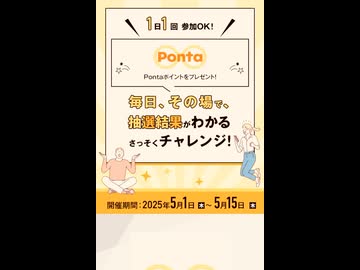 1日1回 参加OK!
Ponta
Pontaポイントをプレゼント!
毎日、その場で、
抽選結果がわかる
さっそくチャレンジ!
開催期間:2025年5月1日 木 ~ 5月15日 木